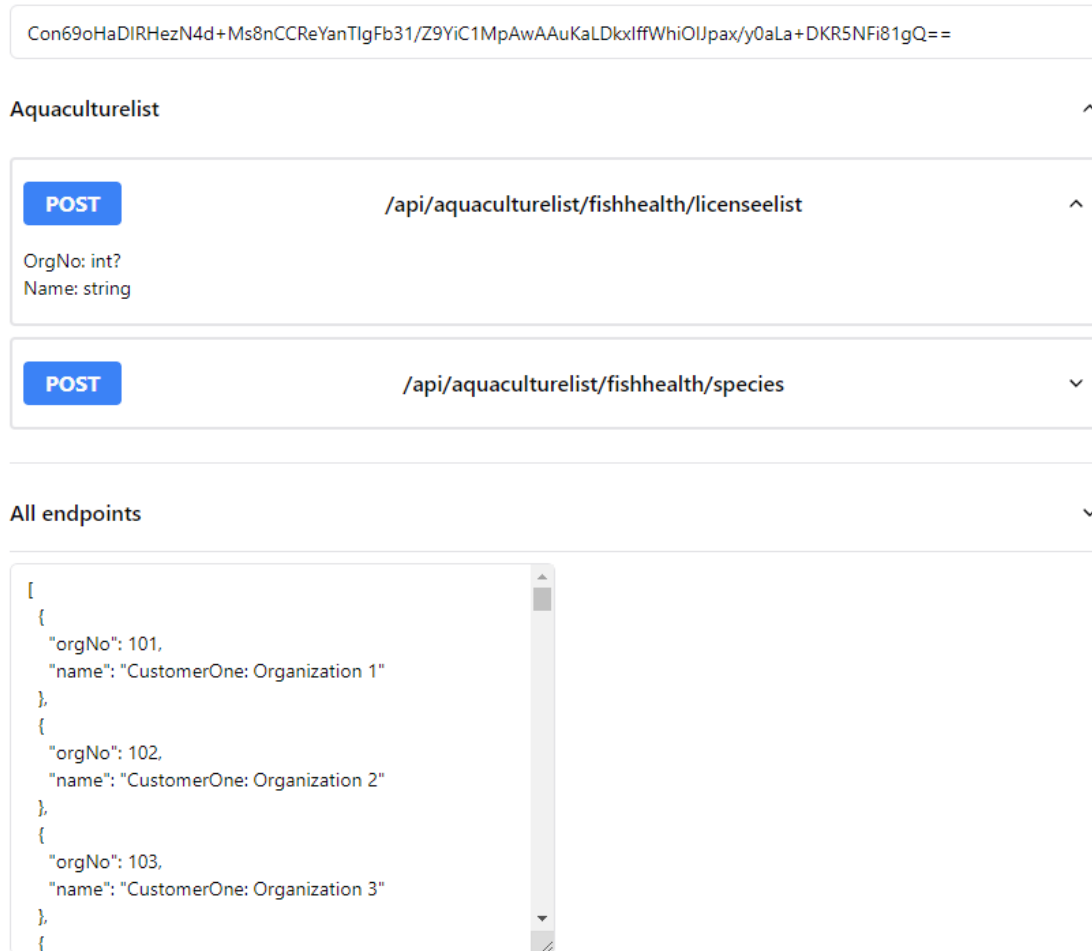 Con69oHaDIRHezN4d+Ms8nCCReYanTIgFb31/Z9YiC1MpAwAAuKaLDkxIffWhiOIJpax/y0aLa+DKR5NFi81gQ==
Aquaculturelist
POST /api/aquaculturelist/fishhealth/licenseelist
OrgNo: int?
Name: string
POST /api/aquaculturelist/fishhealth/species
All endpoints
[
{
"orgNo": 101,
"name": "CustomerOne: Organization 1"
},
{
"orgNo": 102,
"name": "CustomerOne: Organization 2"
},
{
"orgNo": 103,
"name": "CustomerOne: Organization 3"
},
{